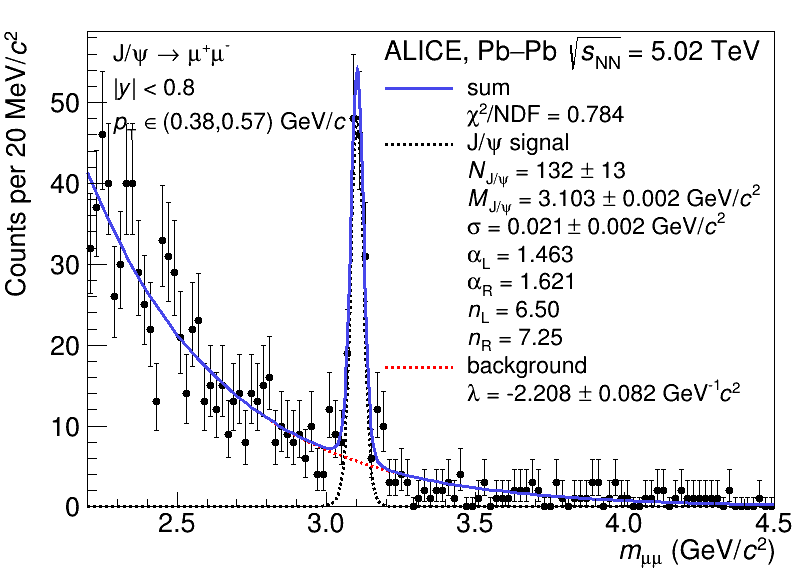 ALICE, Pb–Pb √s_NN = 5.02 TeV
J/ψ → μ⁺μ⁻
|y| < 0.8
p ∈ (0.38,0.57) GeV/c
sum
χ²/NDF = 0.784
J/ψ signal
N_J/ψ = 132 ± 13
M_J/ψ = 3.103 ± 0.002 GeV/c²
σ = 0.021 ± 0.002 GeV/c²
α_L = 1.463
α_R = 1.621
n_L = 6.50
n_R = 7.25
background
λ = -2.208 ± 0.082 GeV⁻¹c²
Counts per 20 MeV/c²
50
40
30
20
10
0
2.5 3.0 3.5 4.0 4.5
m_μμ (GeV/c²)